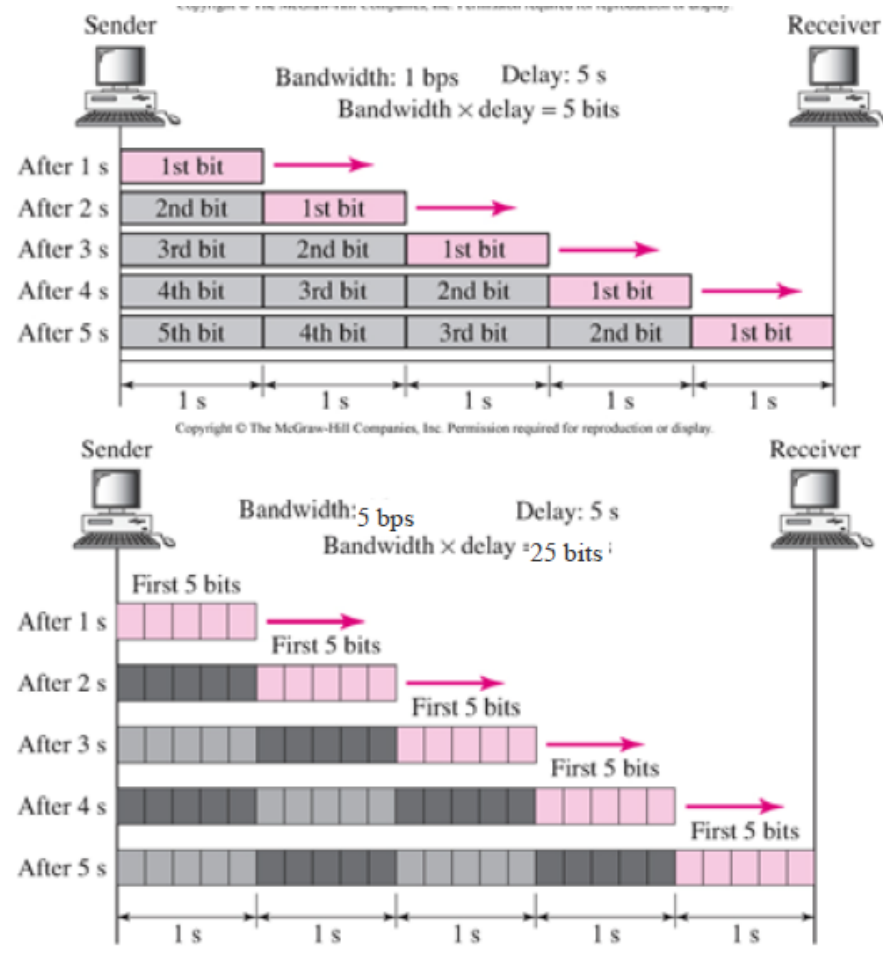 Copyright © The McGraw-Hill Companies, Inc. Permission required for reproduction or display.
Sender
Receiver
Bandwidth: 1 bps Delay: 5 s
Bandwidth × delay = 5 bits
After 1 s 1st bit
After 2 s 2nd bit 1st bit
After 3 s 3rd bit 2nd bit 1st bit
After 4 s 4th bit 3rd bit 2nd bit 1st bit
After 5 s 5th bit 4th bit 3rd bit 2nd bit 1st bit
1 s 1 s 1 s 1 s 1 s
Copyright © The McGraw-Hill Companies, Inc. Permission required for reproduction or display.
Sender
Receiver
Bandwidth: 5 bps Delay: 5 s
Bandwidth × delay = 25 bits
First 5 bits
After 1 s
First 5 bits
After 2 s
First 5 bits
After 3 s
First 5 bits
After 4 s
First 5 bits
After 5 s
1 s 1 s 1 s 1 s 1 s